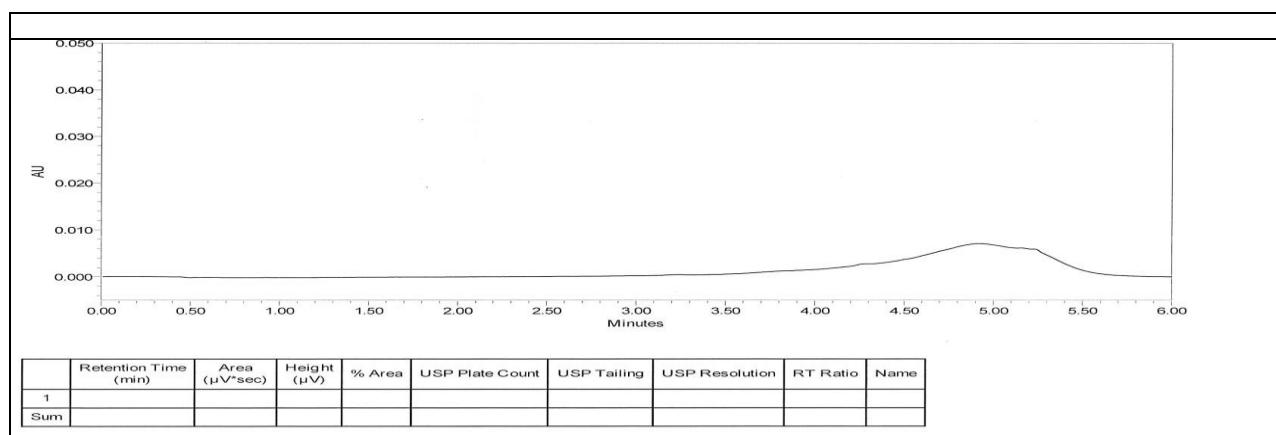 0.050
0.040
0.030
0.020
0.010
0.000
AU
0.00 0.50 1.00 1.50 2.00 2.50 3.00 3.50 4.00 4.50 5.00 5.50 6.00
Minutes
Retention Time (min) Area (µV*sec) Height (µV) % Area USP Plate Count USP Tailing USP Resolution RT Ratio Name
1
Sum